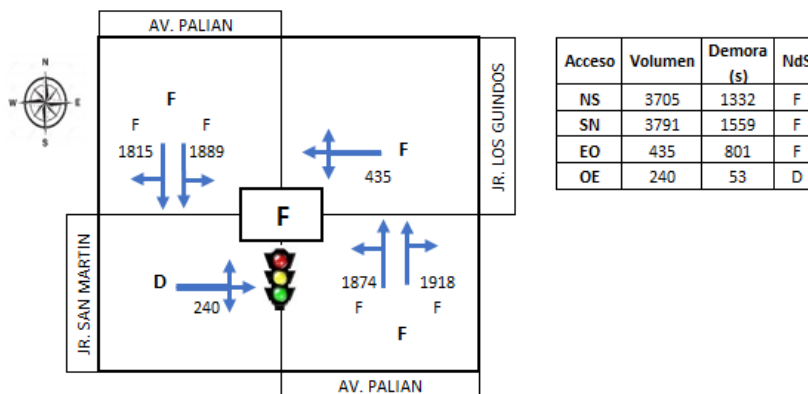 AV. PALIAN
N
W E
S
F
F F
1815 1889
F
435
JR. LOS GUINDOS
F
JR. SAN MARTIN
D
240
1874 1918
F F
F
AV. PALIAN
Acceso Volumen Demora (s) NdS
NS 3705 1332 F
SN 3791 1559 F
EO 435 801 F
OE 240 53 D